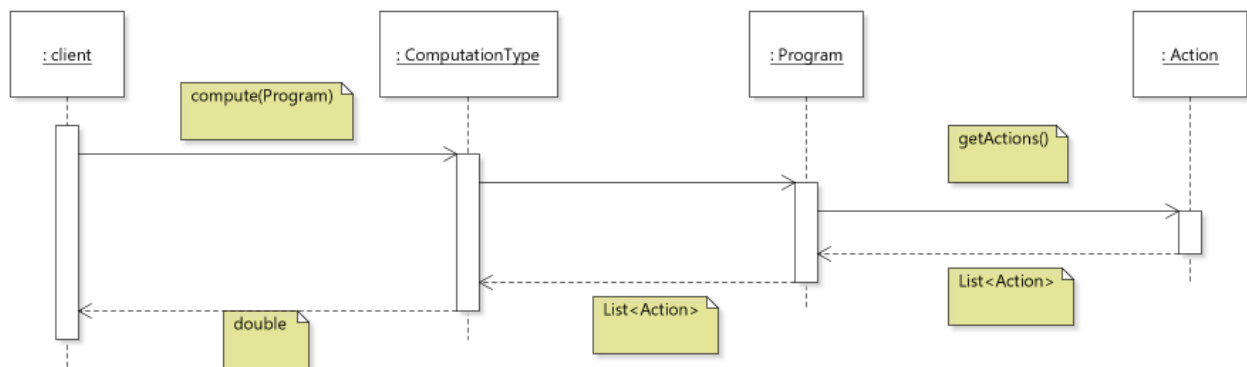 : client
: ComputationType
: Program
: Action
compute(Program)
getActions()
List<Action>
List<Action>
double